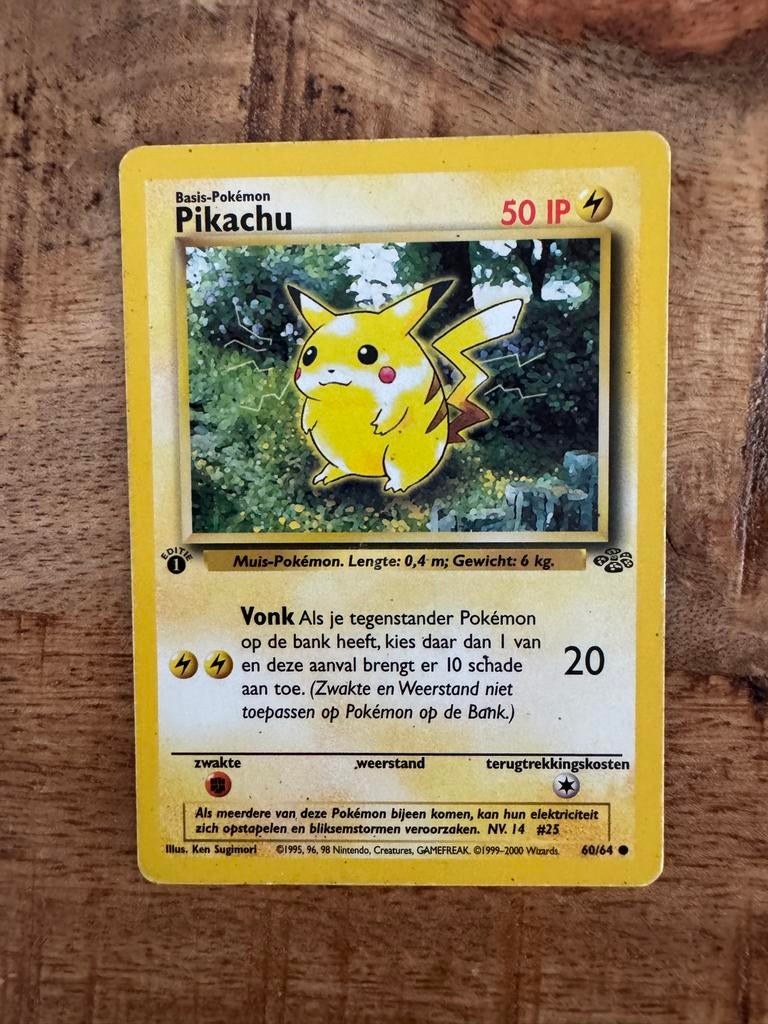 Basis-Pokémon
Pikachu
50 IP
EDITIE
1
Muis-Pokémon. Lengte: 0,4 m; Gewicht: 6 kg.
Vonk Als je tegenstander Pokémon
op de bank heeft, kies daar dan 1 van
en deze aanval brengt er 10 schade
aan toe. (Zwakte en Weerstand niet
toepassen op Pokémon op de Bank.)
20
zwakte weerstand terugtrekkingskosten
Als meerdere van deze Pokémon bijeen komen, kan hun elektriciteit
zich opstapelen en bliksemstormen veroorzaken. NV. 14 #25
Illus. Ken Sugimori ©1995, 96, 98 Nintendo, Creatures, GAMEFREAK. ©1999-2000 Wizards. 60/64